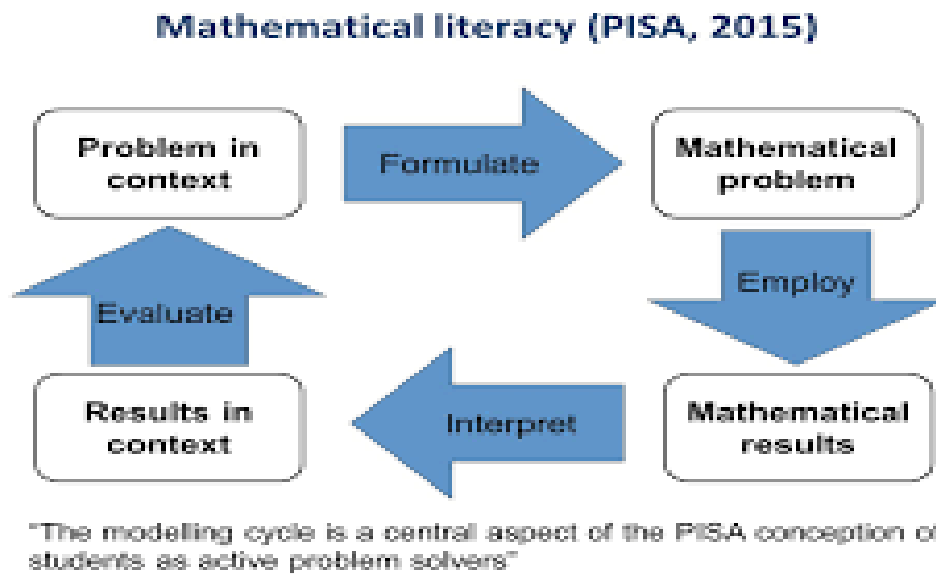 Mathematical literacy (PISA, 2015)
Problem in
context
Formulate
Mathematical
problem
Employ
Evaluate
Results in
context
Interpret
Mathematical
results
"The modelling cycle is a central aspect of the PISA conception of
students as active problem solvers"